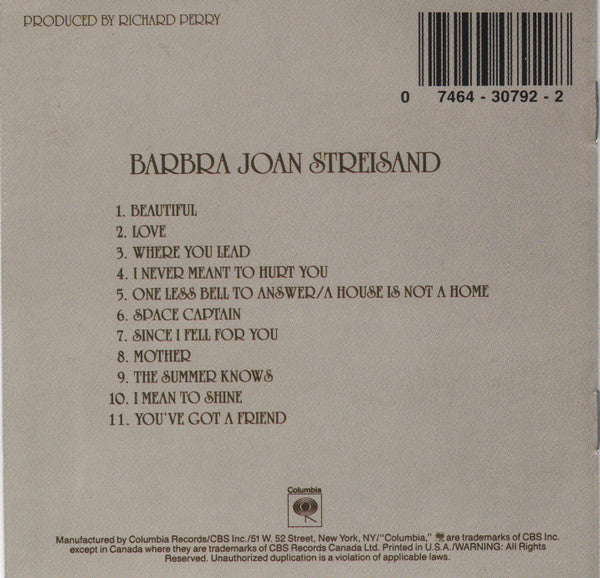 PRODUCED BY RICHARD PERRY
0 7464 - 30792 - 2
BARBRA JOAN STREISAND
1. BEAUTIFUL
2. LOVE
3. WHERE YOU LEAD
4. I NEVER MEANT TO HURT YOU
5. ONE LESS BELL TO ANSWER/A HOUSE IS NOT A HOME
6. SPACE CAPTAIN
7. SINCE I FELL FOR YOU
8. MOTHER
9. THE SUMMER KNOWS
10. I MEAN TO SHINE
11. YOU'VE GOT A FRIEND
Columbia
Manufactured by Columbia Records/CBS Inc./51 W. 52 Street, New York, NY/"Columbia," are trademarks of CBS Inc.
except in Canada where they are trademarks of CBS Records Canada Ltd. Printed in U.S.A./WARNING: All Rights
Reserved. Unauthorized duplication is a violation of applicable laws.